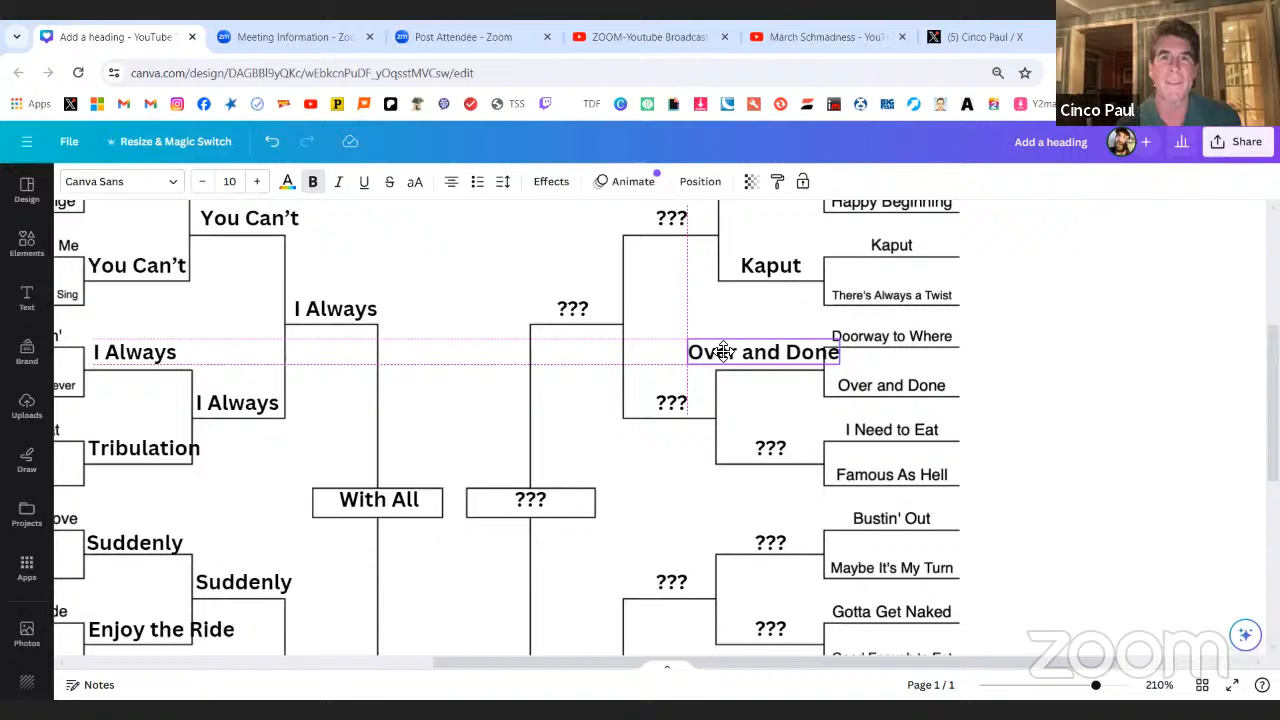 Add a heading - YouTube T
Meeting Information - Zoo
Post Attendee - Zoom
ZOOM-Youtube Broadcast
March Schmadness - YouT
(5) Cinco Paul / X
canva.com/design/DAGBBl9yQKc/wEbkcnPuDF_yOqsstMVCsw/edit
Apps
TSS
TDF
Y2ma
Cinco Paul
File
Resize & Magic Switch
Add a heading
Share
Canva Sans
10
B
I
U
S
aA
Effects
Animate
Position
Design
Elements
Text
Brand
Uploads
Draw
Projects
Apps
Photos
You Can't
???
Happy Beginning
Me
Kaput
You Can't
Kaput
Sing
There's Always a Twist
I Always
???
Doorway to Where
I Always
Over and Done
ever
Over and Done
I Always
???
I Need to Eat
Tribulation
???
Famous As Hell
With All
???
ove
Bustin' Out
Suddenly
???
Maybe It's My Turn
Suddenly
???
de
Gotta Get Naked
Enjoy the Ride
???
zoom
Notes
Page 1 / 1
210%